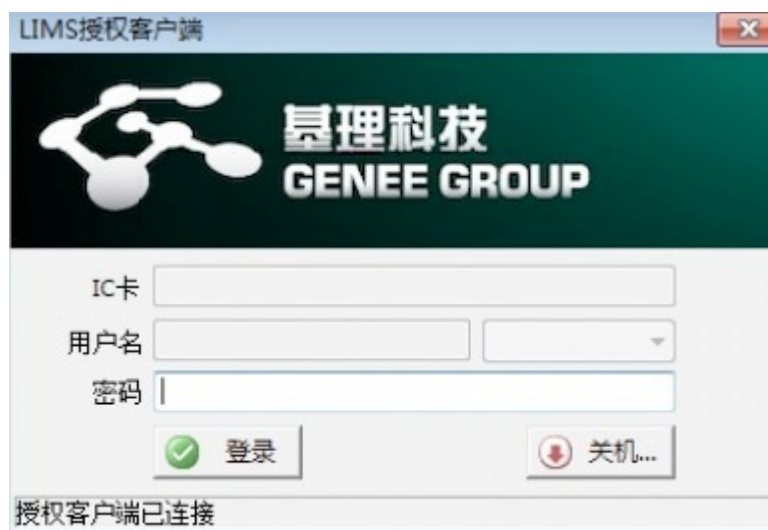 LIMS授权客户端
基理科技
GENEE GROUP
IC卡
用户名
密码
登录 关机...
授权客户端已连接